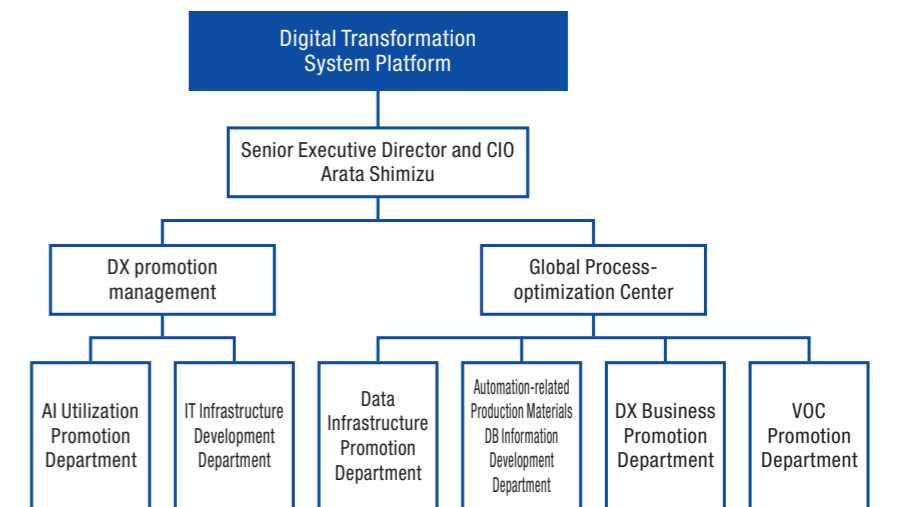 Digital Transformation
System Platform
Senior Executive Director and CIO
Arata Shimizu
DX promotion
management
Global Process-
optimization Center
AI Utilization
Promotion
Department
IT Infrastructure
Development
Department
Data
Infrastructure
Promotion
Department
Automation-related
Production Materials
DB Information
Development
Department
DX Business
Promotion
Department
VOC
Promotion
Department